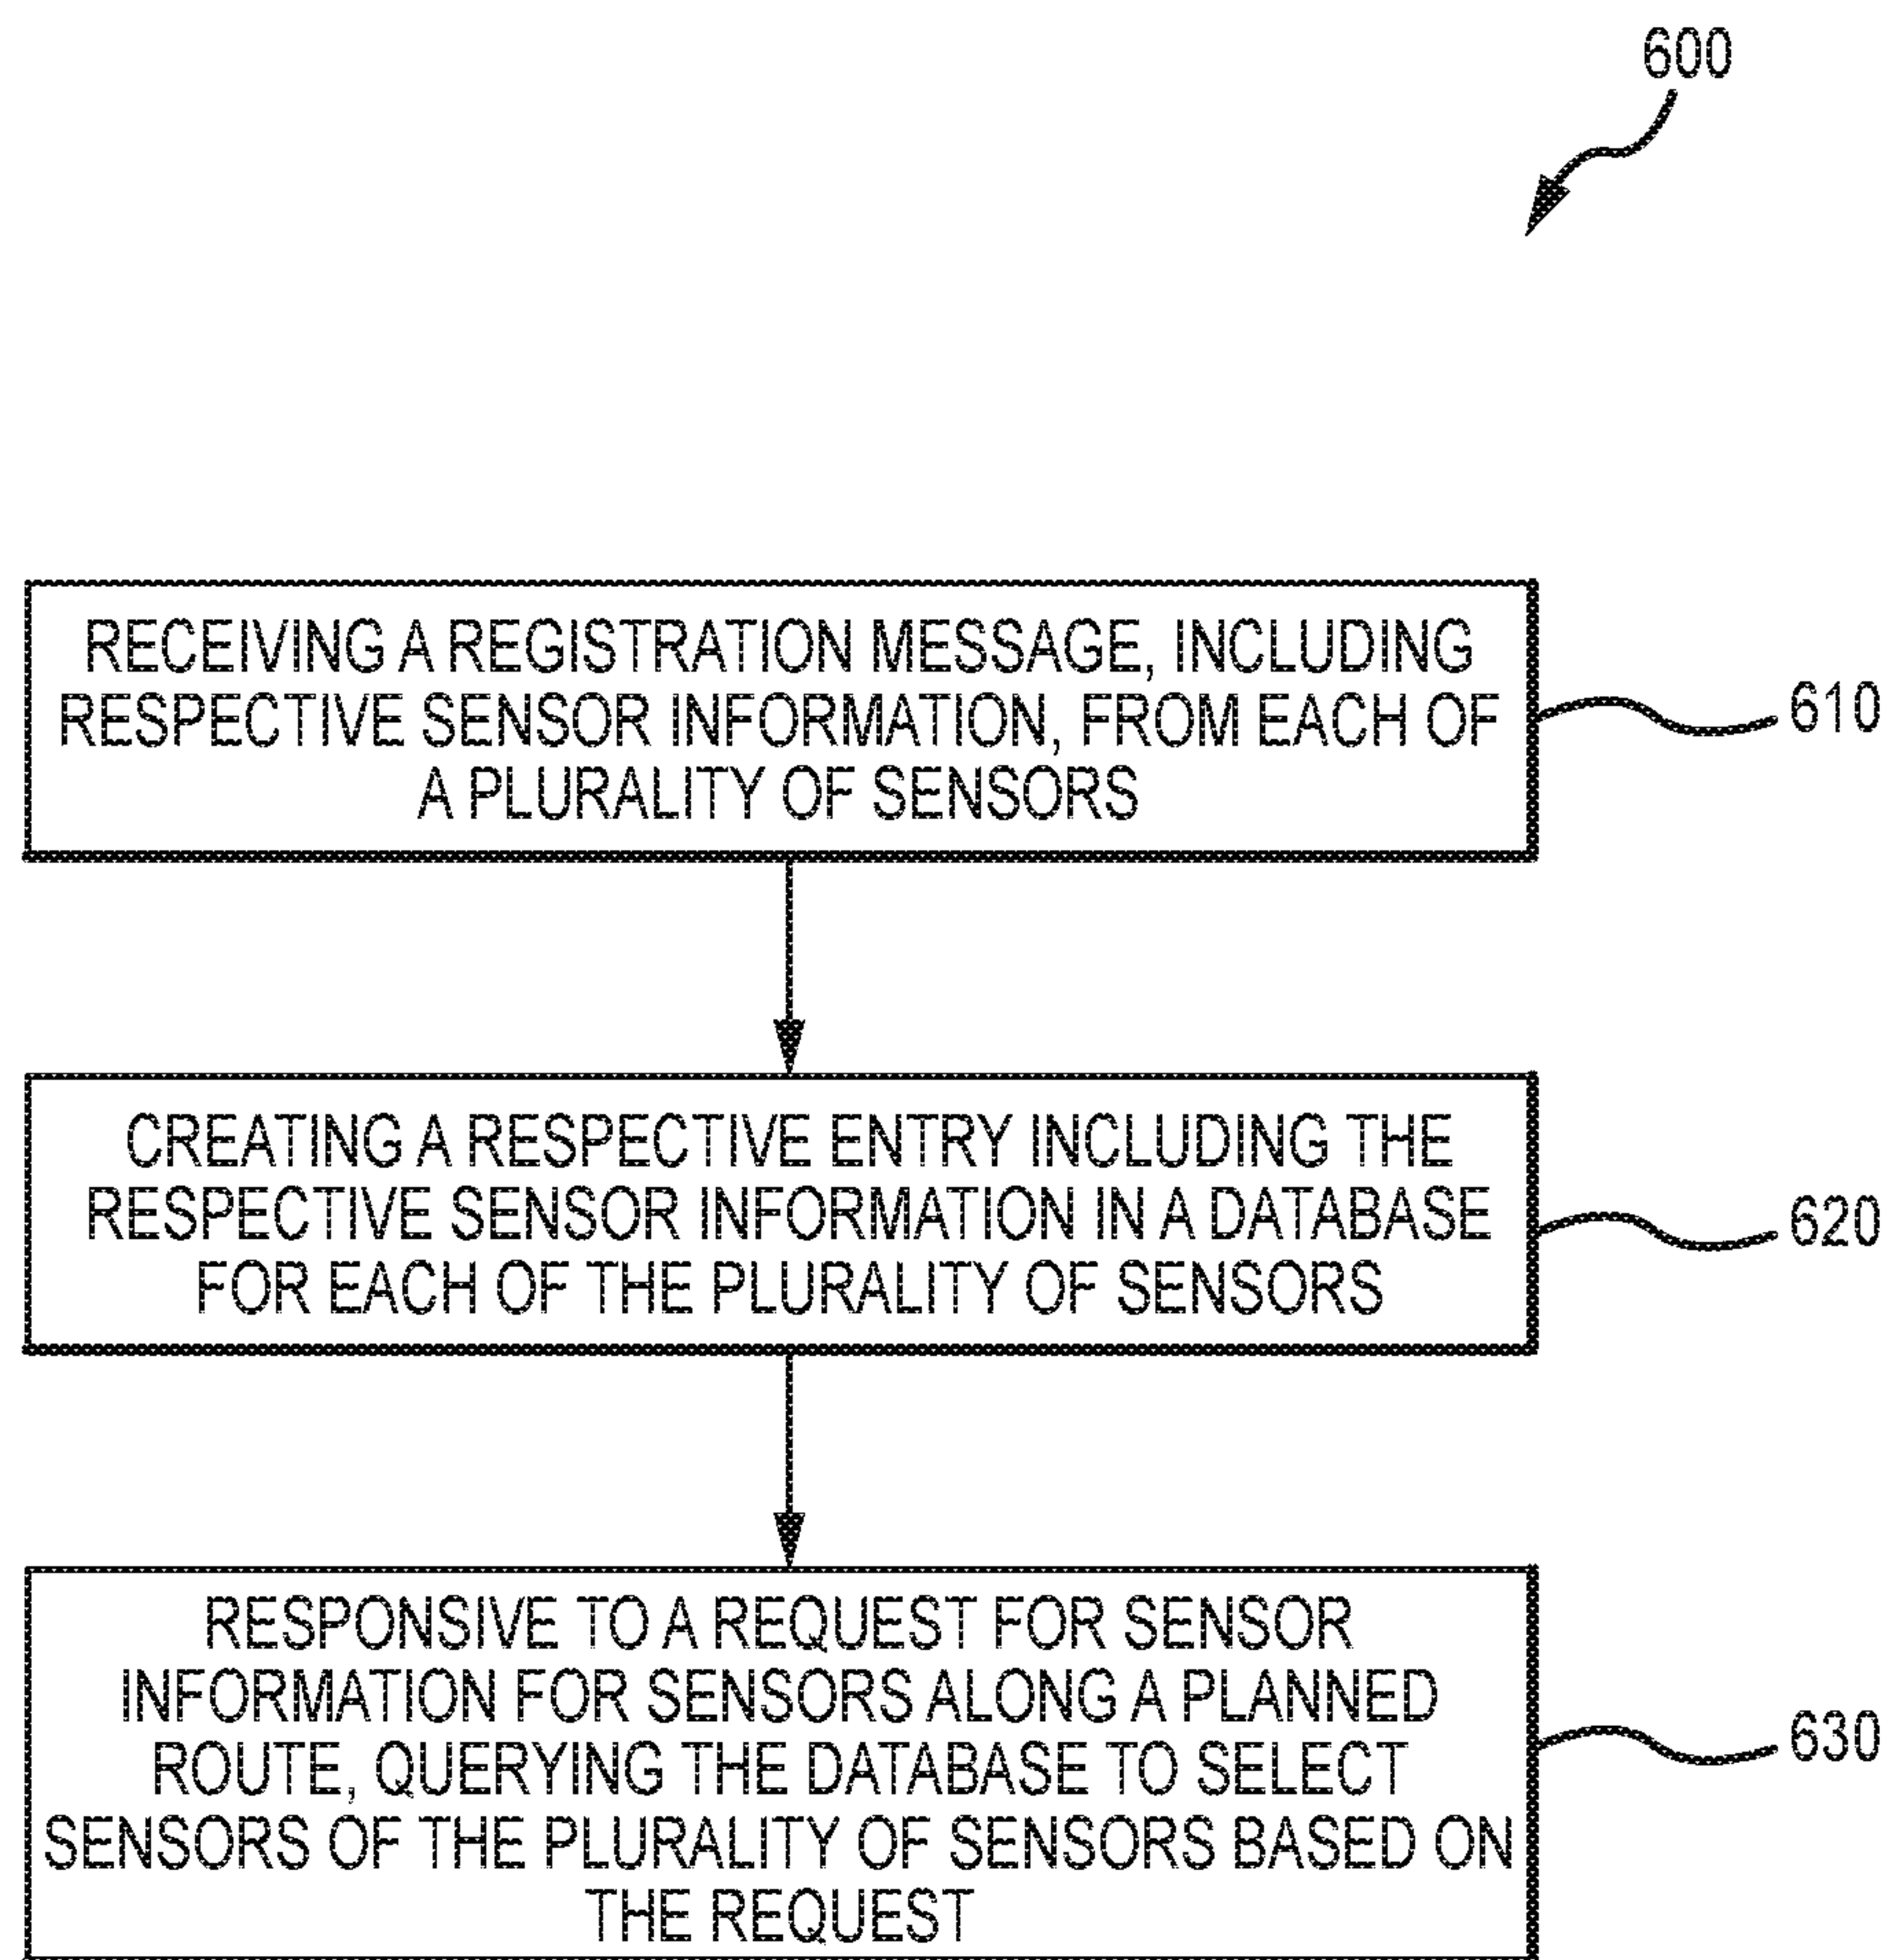 600
RECEIVING A REGISTRATION MESSAGE, INCLUDING
RESPECTIVE SENSOR INFORMATION, FROM EACH OF
A PLURALITY OF SENSORS
610
CREATING A RESPECTIVE ENTRY INCLUDING THE
RESPECTIVE SENSOR INFORMATION IN A DATABASE
FOR EACH OF THE PLURALITY OF SENSORS
620
RESPONSIVE TO A REQUEST FOR SENSOR
INFORMATION FOR SENSORS ALONG A PLANNED
ROUTE, QUERYING THE DATABASE TO SELECT
SENSORS OF THE PLURALITY OF SENSORS BASED ON
THE REQUEST
630